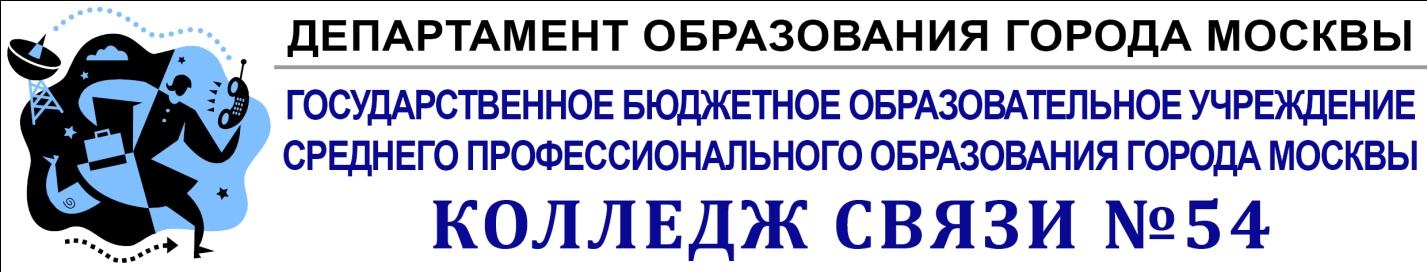 ДЕПАРТАМЕНТ ОБРАЗОВАНИЯ ГОРОДА МОСКВЫ
ГОСУДАРСТВЕННОЕ БЮДЖЕТНОЕ ОБРАЗОВАТЕЛЬНОЕ УЧРЕЖДЕНИЕ
СРЕДНЕГО ПРОФЕССИОНАЛЬНОГО ОБРАЗОВАНИЯ ГОРОДА МОСКВЫ
КОЛЛЕДЖ СВЯЗИ №54